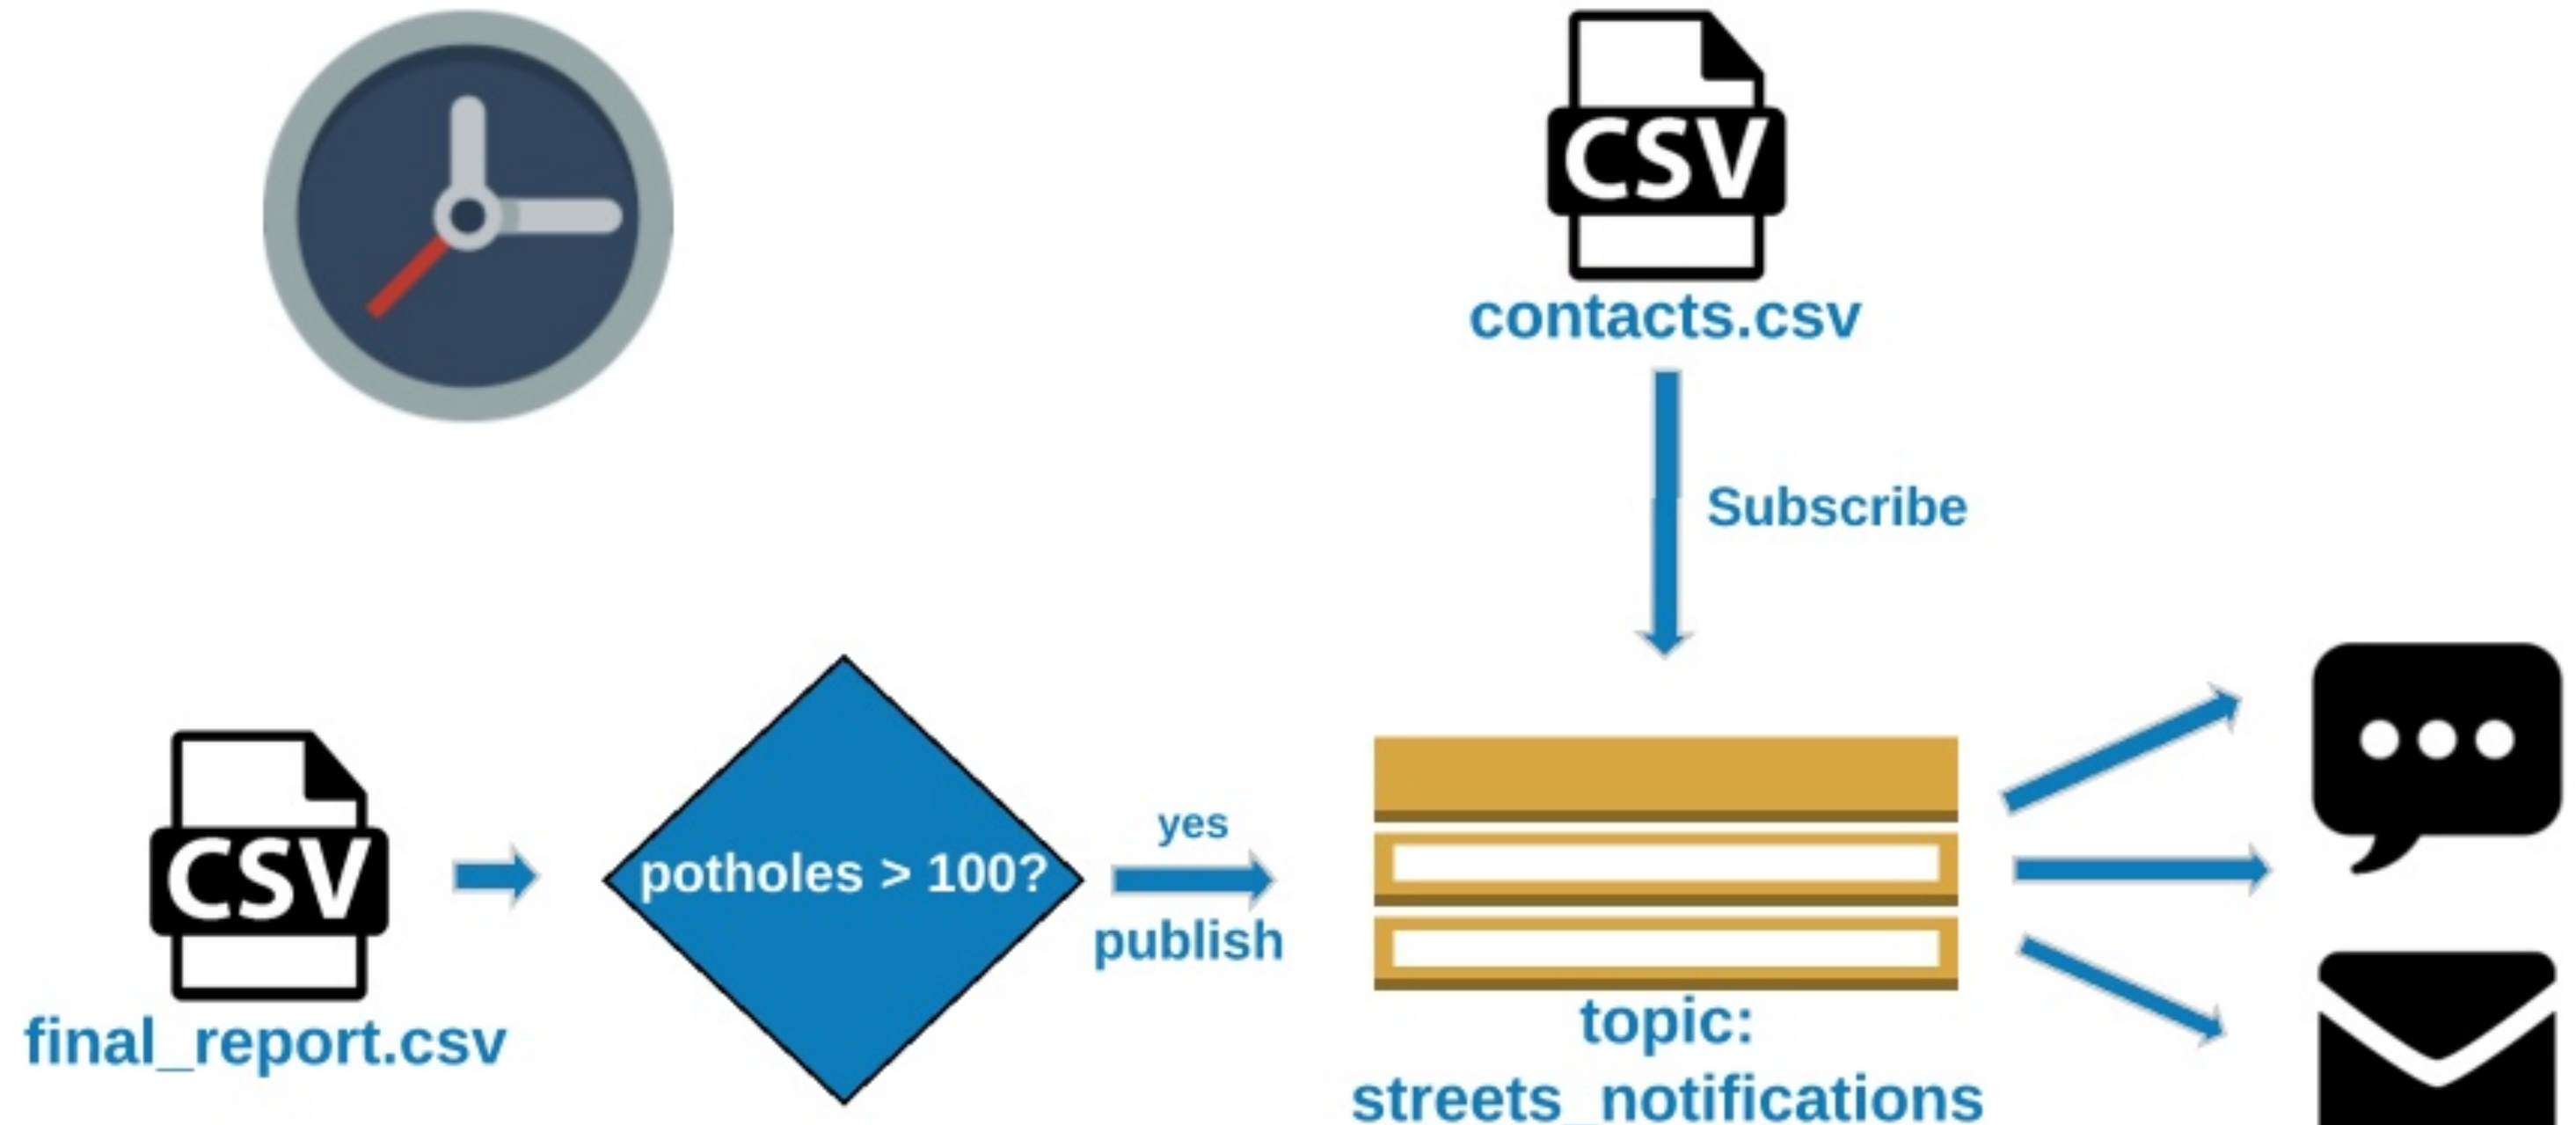 CSV
contacts.csv
Subscribe
CSV
final_report.csv
potholes > 100?
yes
publish
topic:
streets_notifications